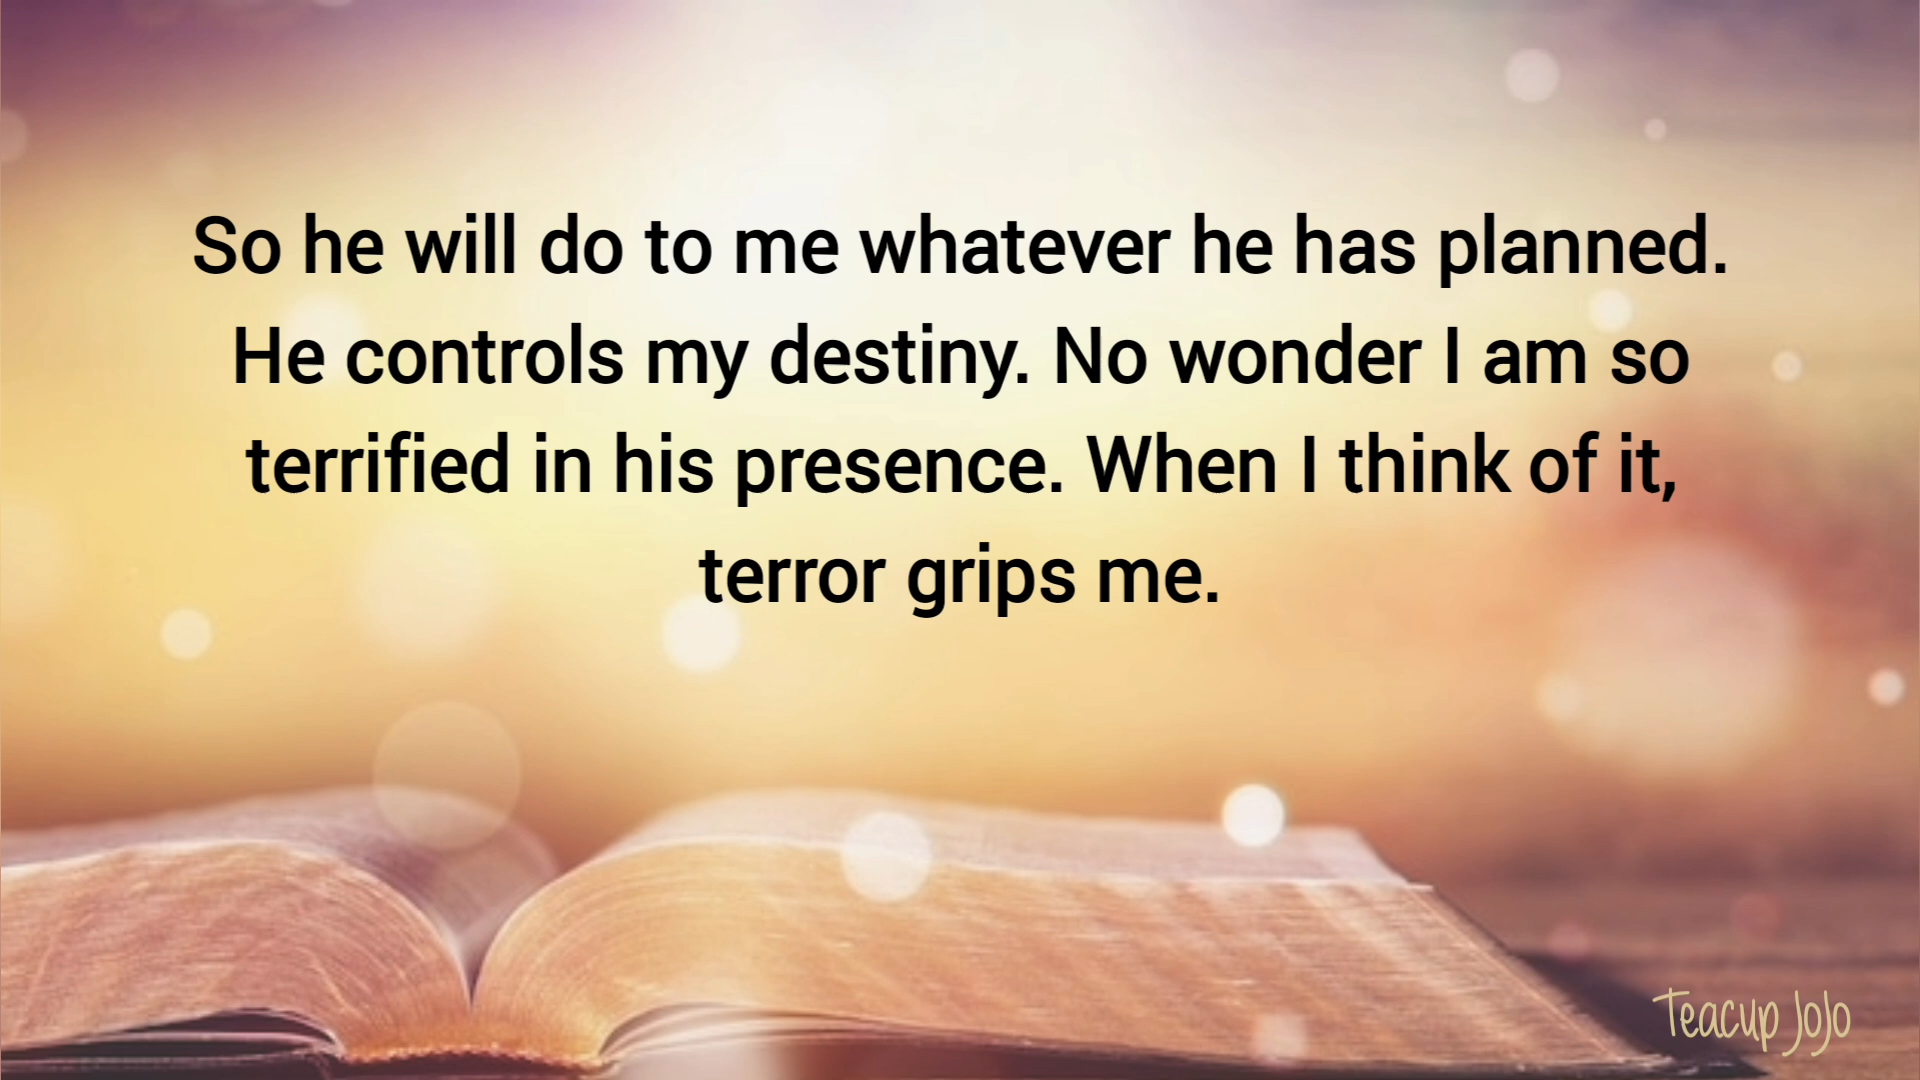 So he will do to me whatever he has planned.
He controls my destiny. No wonder I am so
terrified in his presence. When I think of it,
terror grips me.
Teacup JoJo